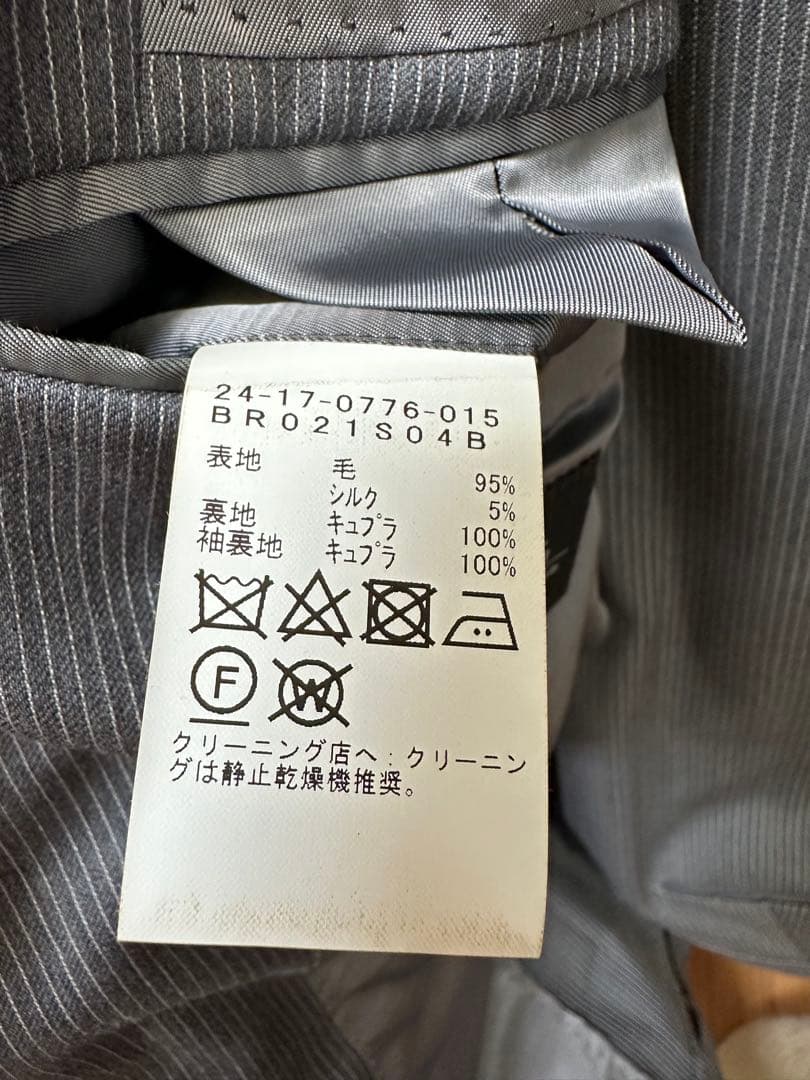 24-17-0776-015
BR021S04B
表地 毛 95%
シルク 5%
裏地 キュプラ 100%
袖裏地 キュプラ 100%
F
W
クリーニング店へ:クリーニン
グは静止乾燥機推奨。